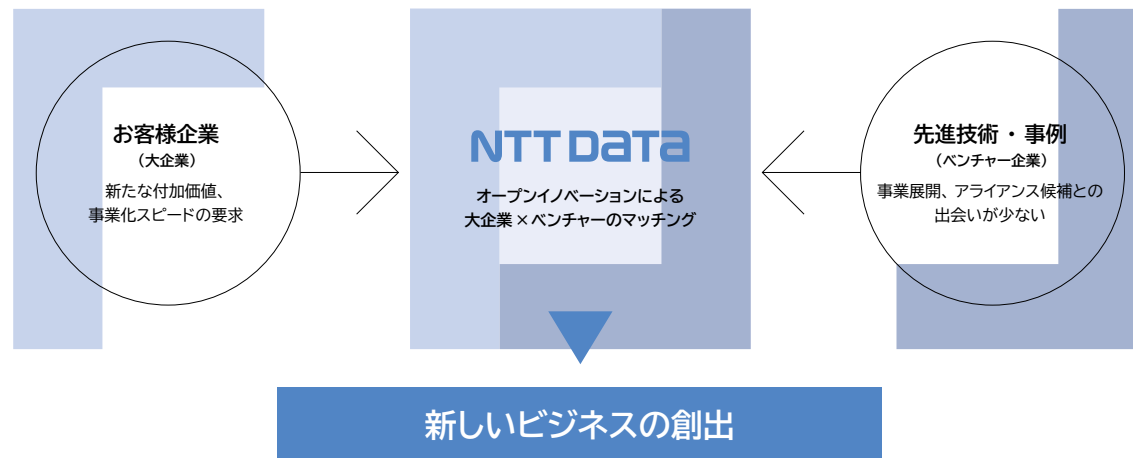 お客様企業
（大企業）
新たな付加価値、
事業化スピードの要求
NTT DATA
オープンイノベーションによる
大企業×ベンチャーのマッチング
先進技術・事例
（ベンチャー企業）
事業展開、アライアンス候補との
出会いが少ない
新しいビジネスの創出